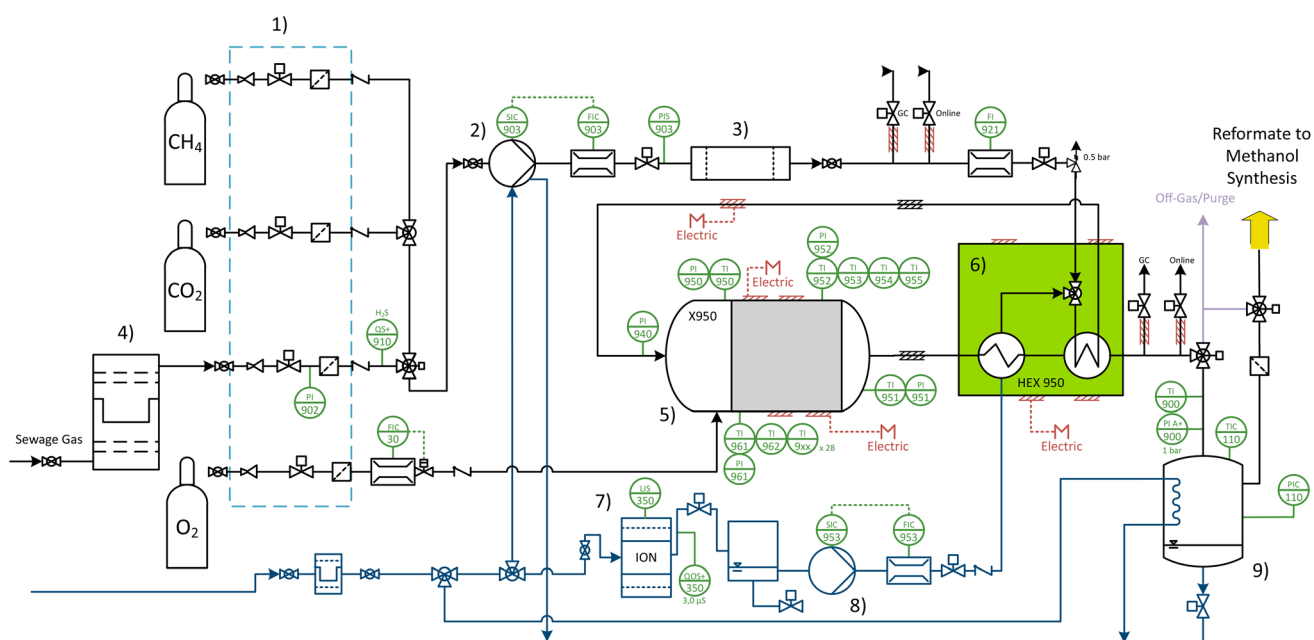 1)
CH4
CO2
4)
Sewage Gas
O2
H2S
QS+
910
PI
902
FIC
30
2)
SIC
903
FIC
903
PIS
903
3)
GC
Online
FI
921
0.5 bar
Reformate to
Methanol
Synthesis
Off-Gas/Purge
M
Electric
PI
950
TI
950
M
Electric
PI
952
TI
952
TI
953
TI
954
TI
955
PI
940
X950
5)
TI
951
PI
951
TI
961
TI
962
TI
9xx
x 28
PI
961
M
Electric
6)
HEX 950
M
Electric
GC
Online
TI
900
PI A+
900
1 bar
TIC
110
PIC
110
9)
7)
LIS
350
ION
QOS+
350
3,0 µS
SIC
953
FIC
953
8)